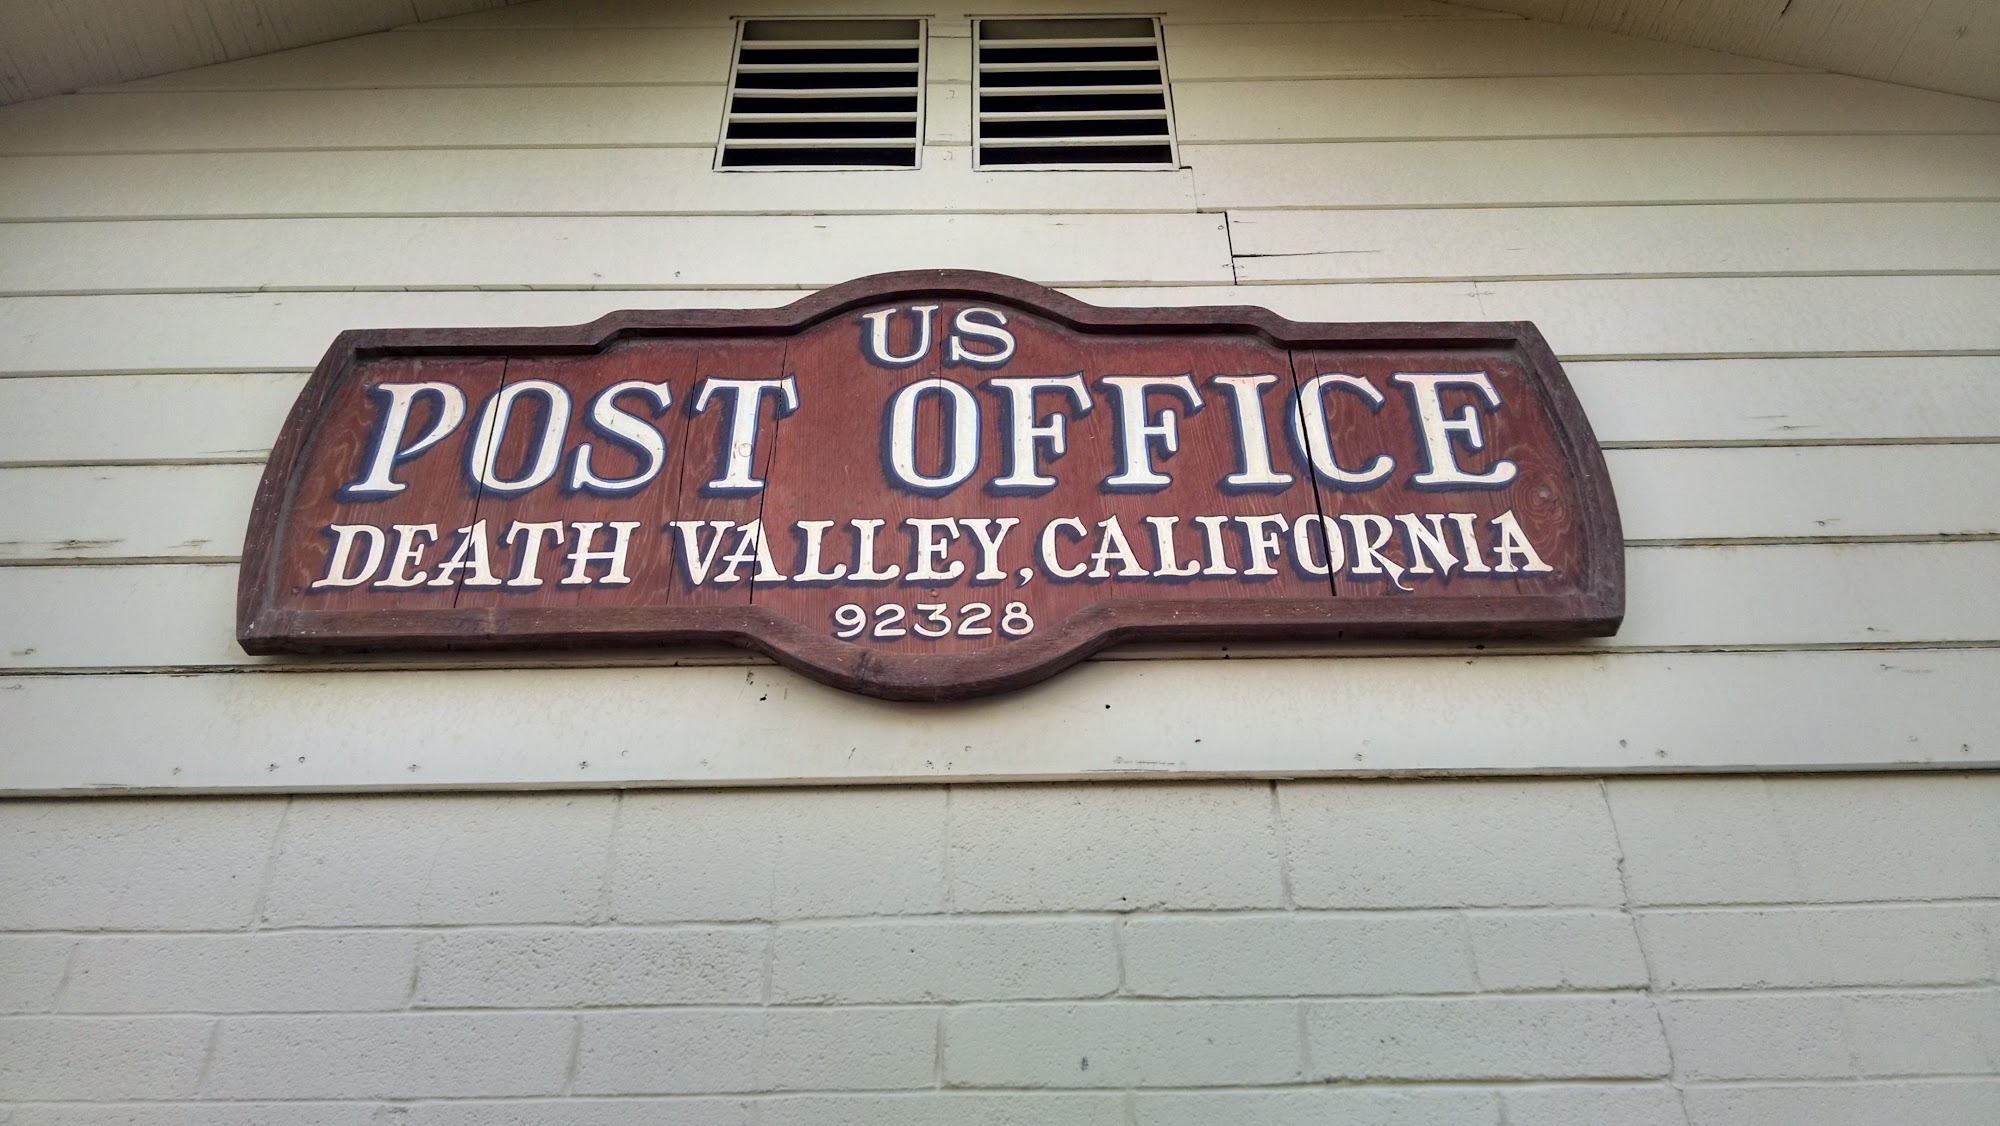 US
POST OFFICE
DEATH VALLEY, CALIFORNIA
92328